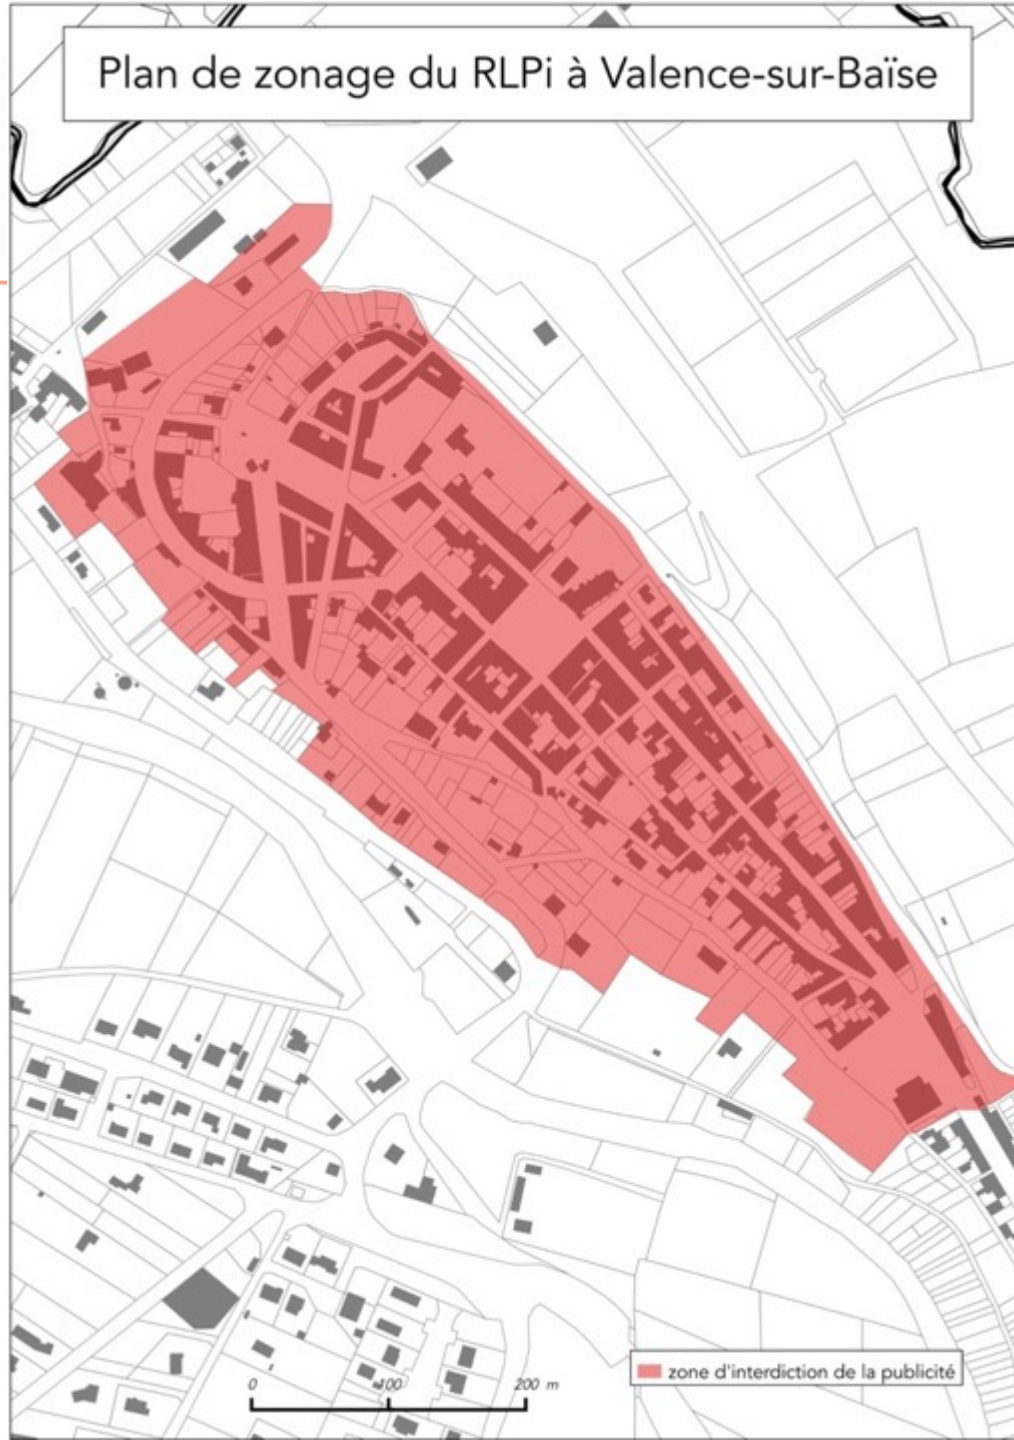 Plan de zonage du RLPi à Valence-sur-Baïse
zone d'interdiction de la publicité
0 100 200 m